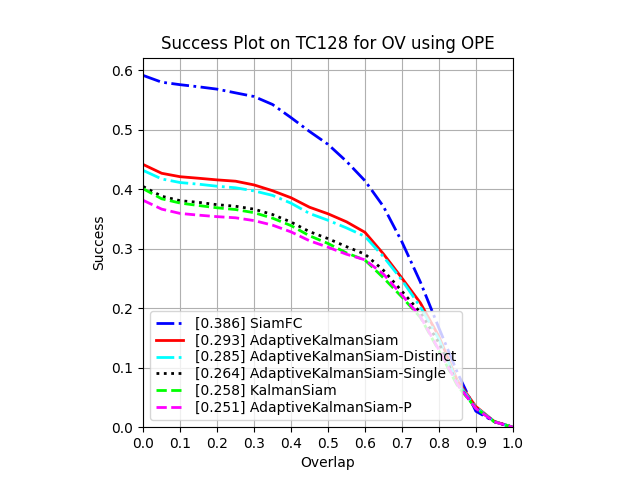 Success Plot on TC128 for OV using OPE
Success
0.6
0.5
0.4
0.3
0.2
0.1
0.0
[0.386] SiamFC
[0.293] AdaptiveKalmanSiam
[0.285] AdaptiveKalmanSiam-Distinct
[0.264] AdaptiveKalmanSiam-Single
[0.258] KalmanSiam
[0.251] AdaptiveKalmanSiam-P
0.0 0.1 0.2 0.3 0.4 0.5 0.6 0.7 0.8 0.9 1.0
Overlap